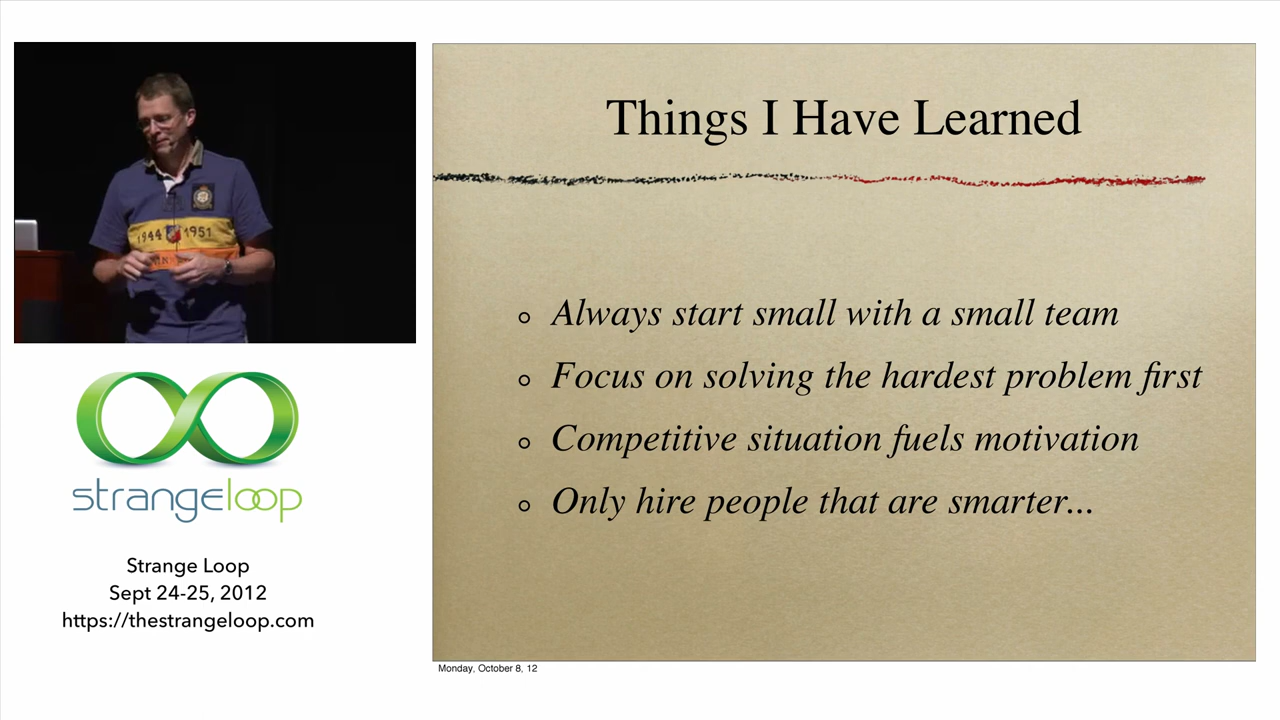 1944 1951
strangeloop
Strange Loop
Sept 24-25, 2012
https://thestrangeloop.com
Things I Have Learned
Always start small with a small team
Focus on solving the hardest problem first
Competitive situation fuels motivation
Only hire people that are smarter...
Monday, October 8, 12